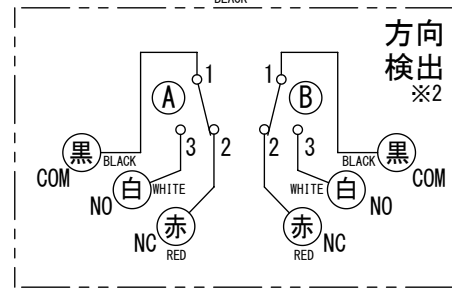 BLACK
方向
検出
※2
1
1
A
B
3
2
2
3
黒
BLACK
COM
BLACK
黒
COM
白
WHITE
NO
WHITE
白
NO
赤
NC
RED
赤
NC
RED